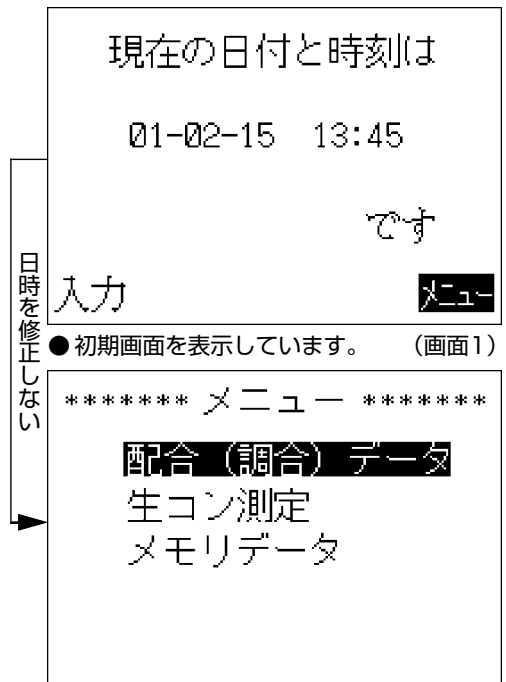 現在の日付と時刻は
01-02-15 13:45
です
入力 メニュー
●初期画面を表示しています。 (画面1)
日時を修正しない
******* メニュー *******
配合(調合)データ
生コン測定
メモリデータ